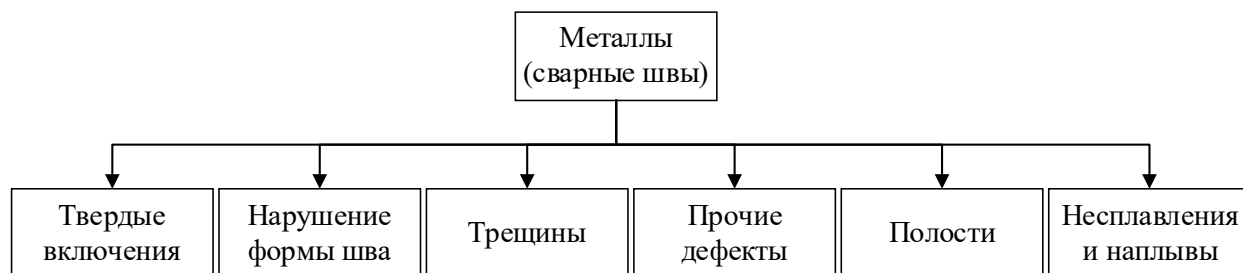 Металлы
(сварные швы)
Твердые
включения
Нарушение
формы шва
Трещины
Прочие
дефекты
Полости
Несплавления
и наплывы